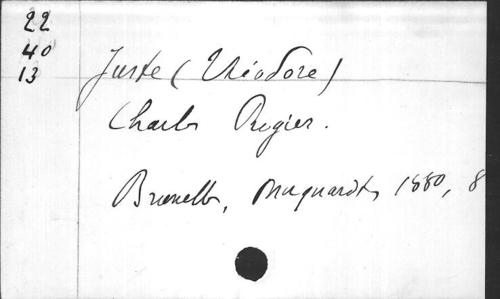 22
40
13
Juste (Théodore)
Charles Rogier.
Bruxelles, Muquardt, 1880, 8